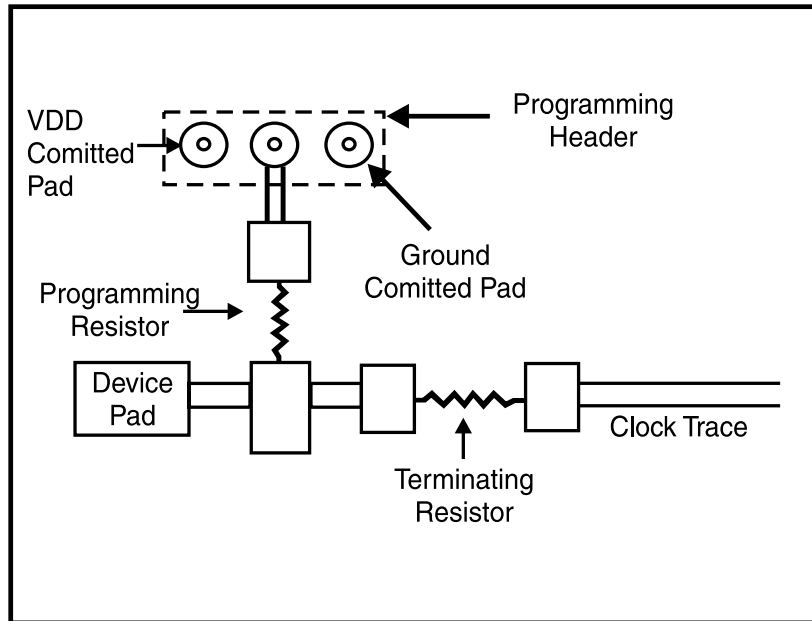 VDD
Comitted
Pad
Programming
Header
Ground
Comitted Pad
Programming
Resistor
Device
Pad
Clock Trace
Terminating
Resistor